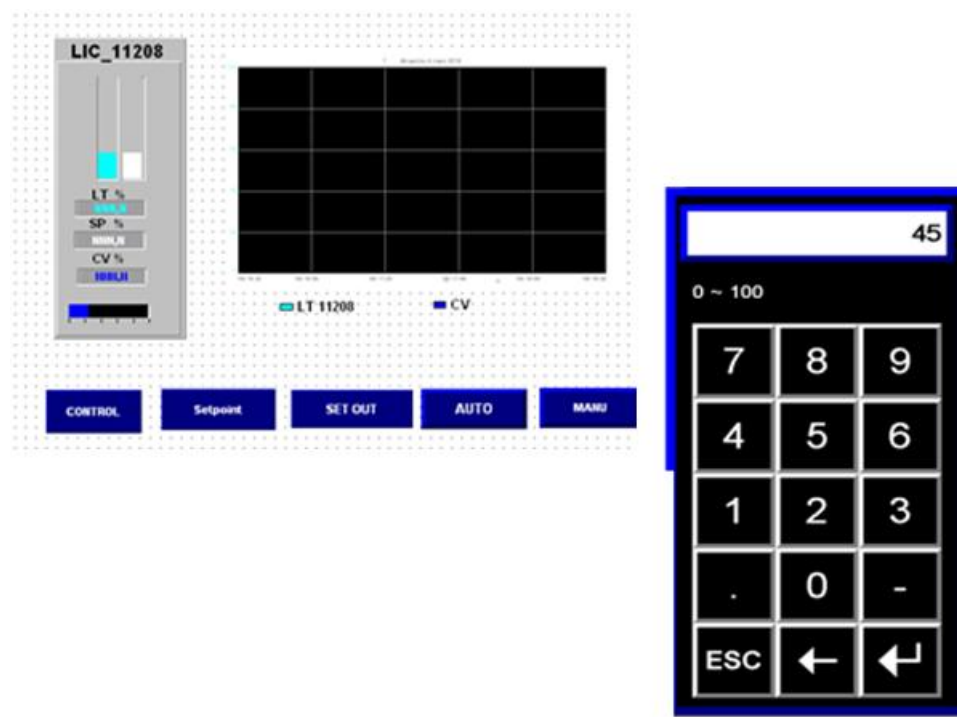 LIC_11208
LT %
SP %
NNN,N
CV %
LT 11208
CV
CONTROL
Setpoint
SET OUT
AUTO
MANU
45
0 ~ 100
7 8 9
4 5 6
1 2 3
. 0 -
ESC ← ↵